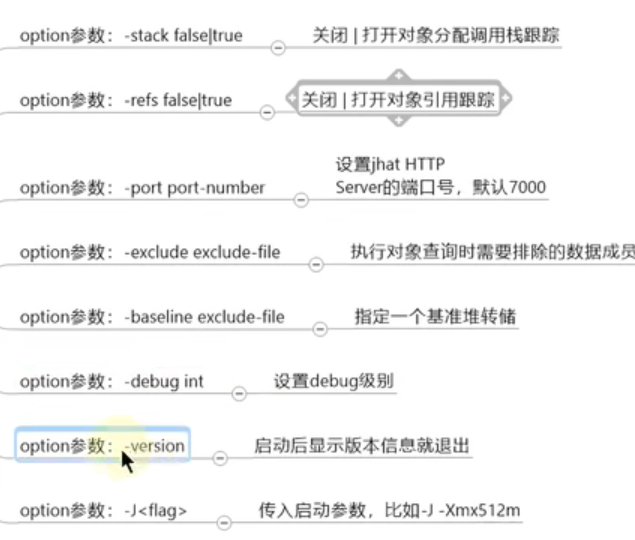 option参数：-stack false|true 关闭 | 打开对象分配调用栈跟踪
option参数：-refs false|true 关闭 | 打开对象引用跟踪
设置jhat HTTP
option参数：-port port-number Server的端口号，默认7000
option参数：-exclude exclude-file 执行对象查询时需要排除的数据成员
option参数：-baseline exclude-file 指定一个基准堆转储
option参数：-debug int 设置debug级别
option参数：-version 启动后显示版本信息就退出
option参数：-J<flag> 传入启动参数，比如-J -Xmx512m